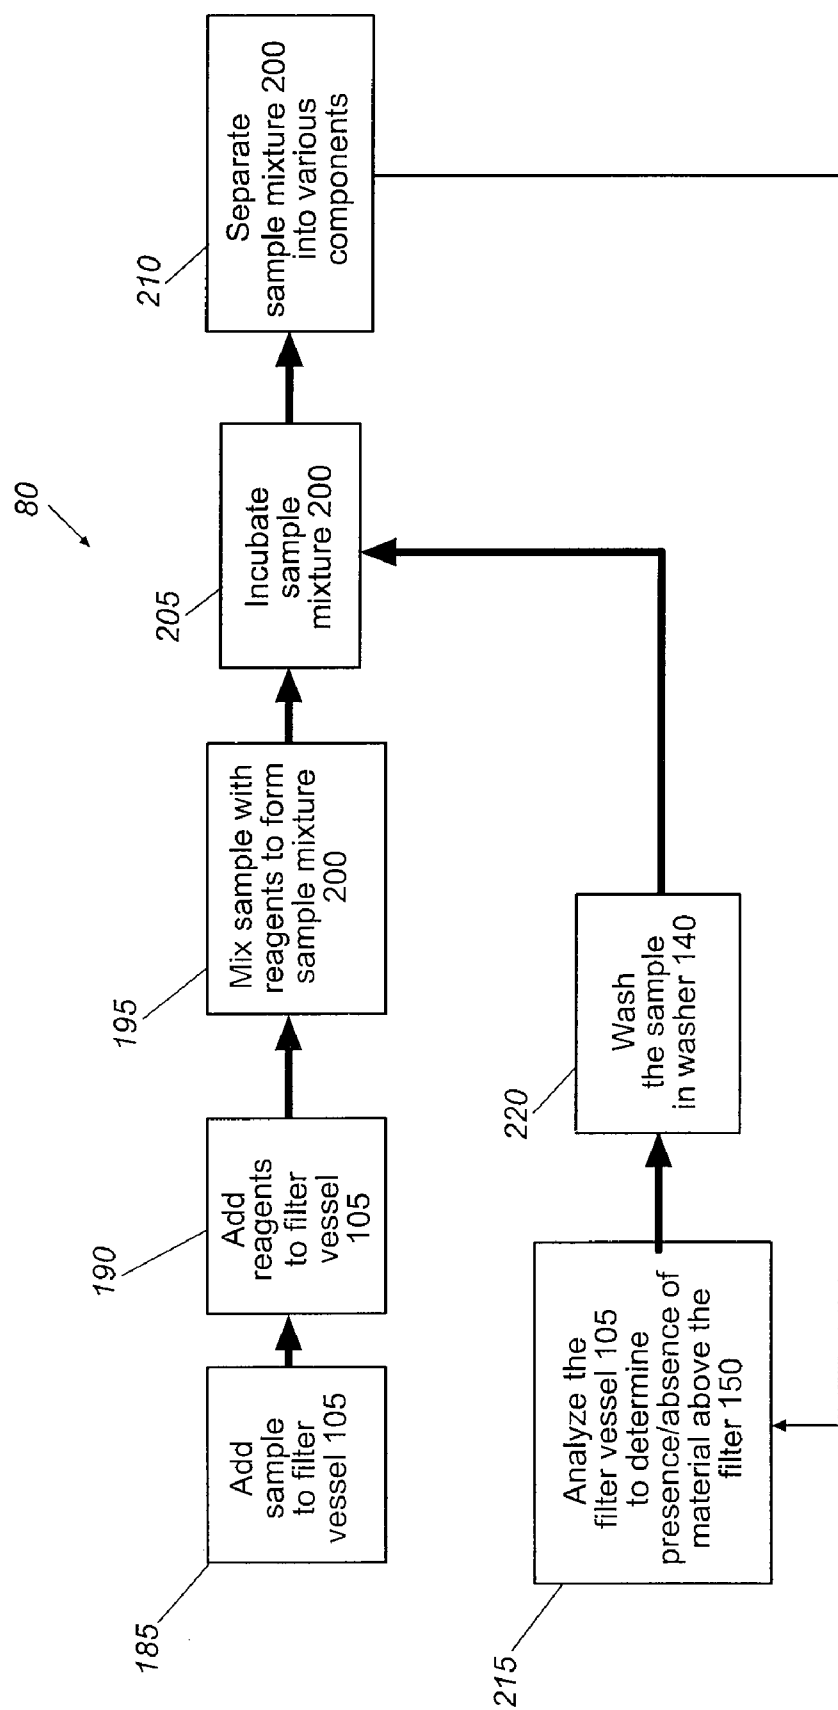 80
185
Add
sample
to filter
vessel 105
190
Add
reagents
to filter
vessel
105
195
Mix sample with
reagents to form
sample mixture
200
205
Incubate
sample
mixture 200
210
Separate
sample mixture 200
into various
components
215
Analyze the
filter vessel 105
to determine
presence/absence of
material above the
filter 150
220
Wash
the sample
in washer 140